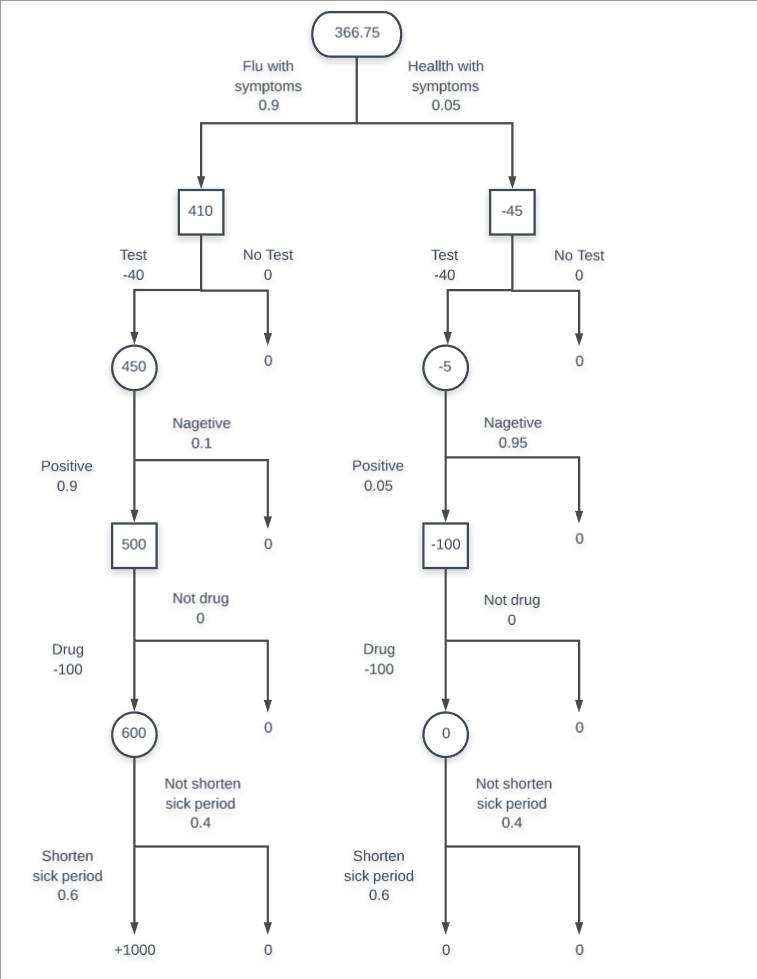 366.75
Flu with
symptoms
0.9
Heallth with
symptoms
0.05
410
-45
Test
-40
No Test
0
Test
-40
No Test
0
450
0
-5
0
Nagetive
0.1
Nagetive
0.95
Positive
0.9
Positive
0.05
500
0
-100
0
Not drug
0
Not drug
0
Drug
-100
Drug
-100
600
0
0
0
Not shorten
sick period
0.4
Not shorten
sick period
0.4
Shorten
sick period
0.6
Shorten
sick period
0.6
+1000
0
0
0